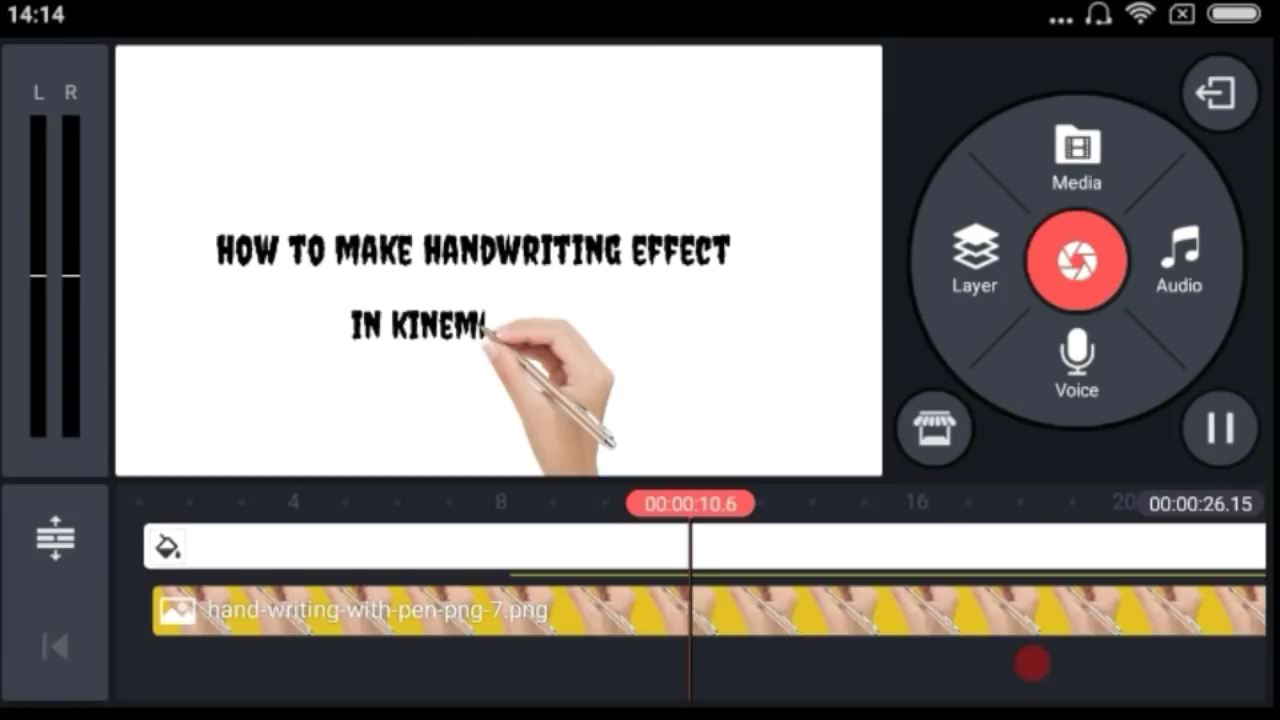 14:14
L R
HOW TO MAKE HANDWRITING EFFECT
IN KINEM
Media
Layer
Audio
Voice
4 8 00:00:10.6 16 20 00:00:26.15
hand-writing-with-pen-png-7.png